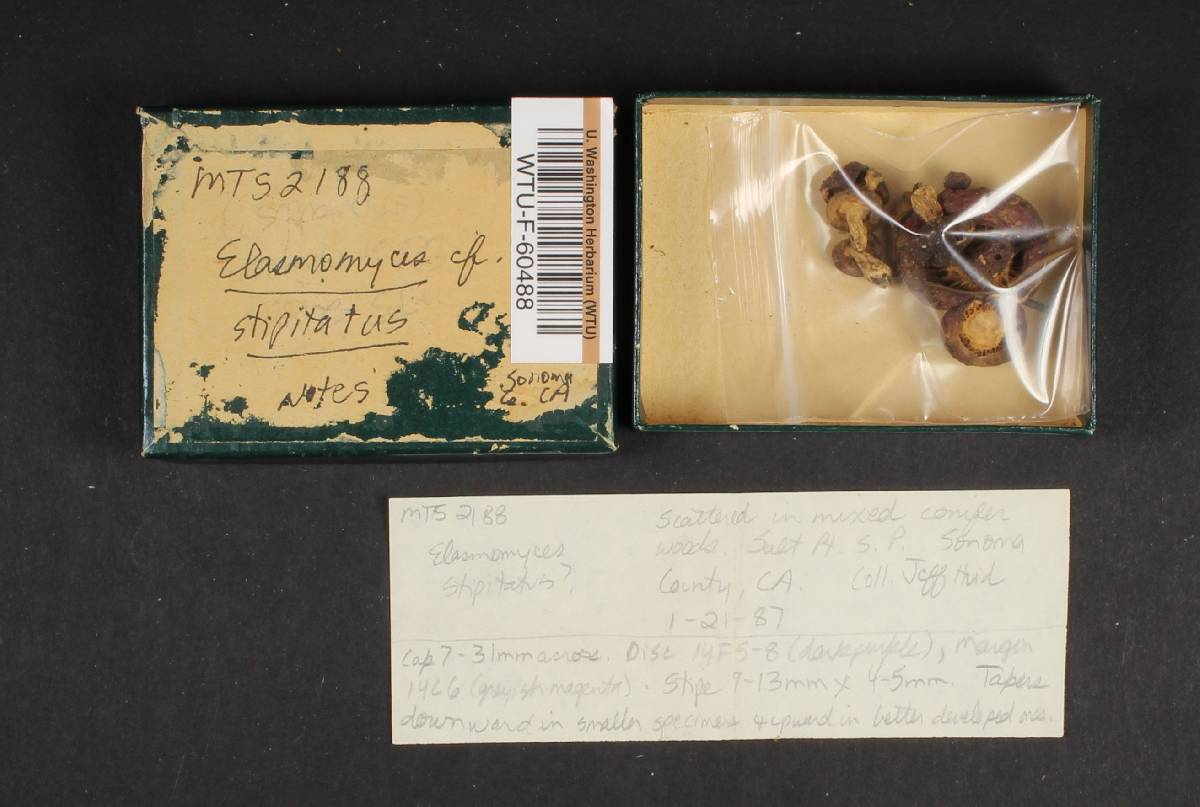 MTS 2188
Elasmomyces cf.
stipitatus
Notes
Sonoma
Co. CA
WTU-F-60488
U. Washington Herbarium (WTU)
MTS 2188
Elasmomyces
stipitatus?
Scattered in mixed conifer
woods. Salt Pt. S. P. Sonoma
County, CA. Coll. Jeff
1-21-87
Cap 7-31mm across. Disc 14F5-8 (dark purple), margin
14C6 (grayish magenta). Stipe 9-13mm x 4-5mm. Tapers
downward in smaller specimens & upward in better developed ones.